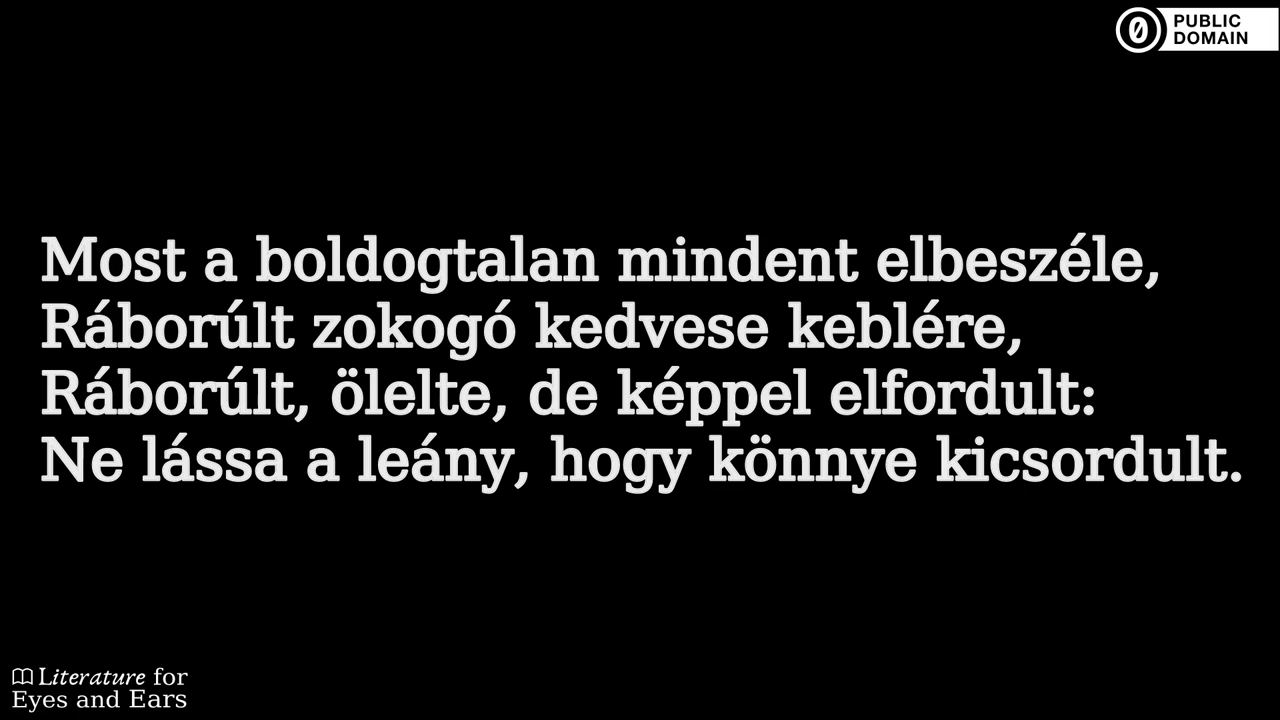 PUBLIC
DOMAIN
Most a boldogtalan mindent elbeszéle,
Ráborúlt zokogó kedvese keblére,
Ráborúlt, ölelte, de képpel elfordult:
Ne lássa a leány, hogy könnye kicsordult.
Literature for
Eyes and Ears